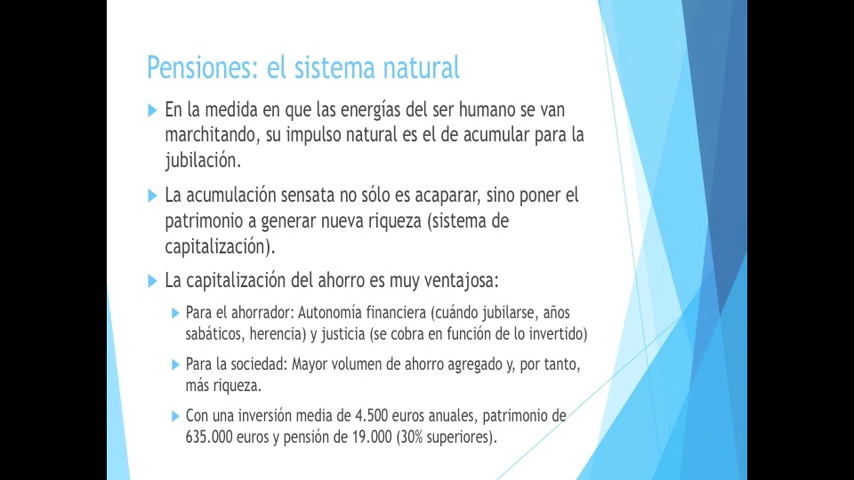 Pensiones: el sistema natural
En la medida en que las energías del ser humano se van
marchitando, su impulso natural es el de acumular para la
jubilación.
La acumulación sensata no sólo es acaparar, sino poner el
patrimonio a generar nueva riqueza (sistema de
capitalización).
La capitalización del ahorro es muy ventajosa:
Para el ahorrador: Autonomía financiera (cuándo jubilarse, años
sabáticos, herencia) y justicia (se cobra en función de lo invertido)
Para la sociedad: Mayor volumen de ahorro agregado y, por tanto,
más riqueza.
Con una inversión media de 4.500 euros anuales, patrimonio de
635.000 euros y pensión de 19.000 (30% superiores).